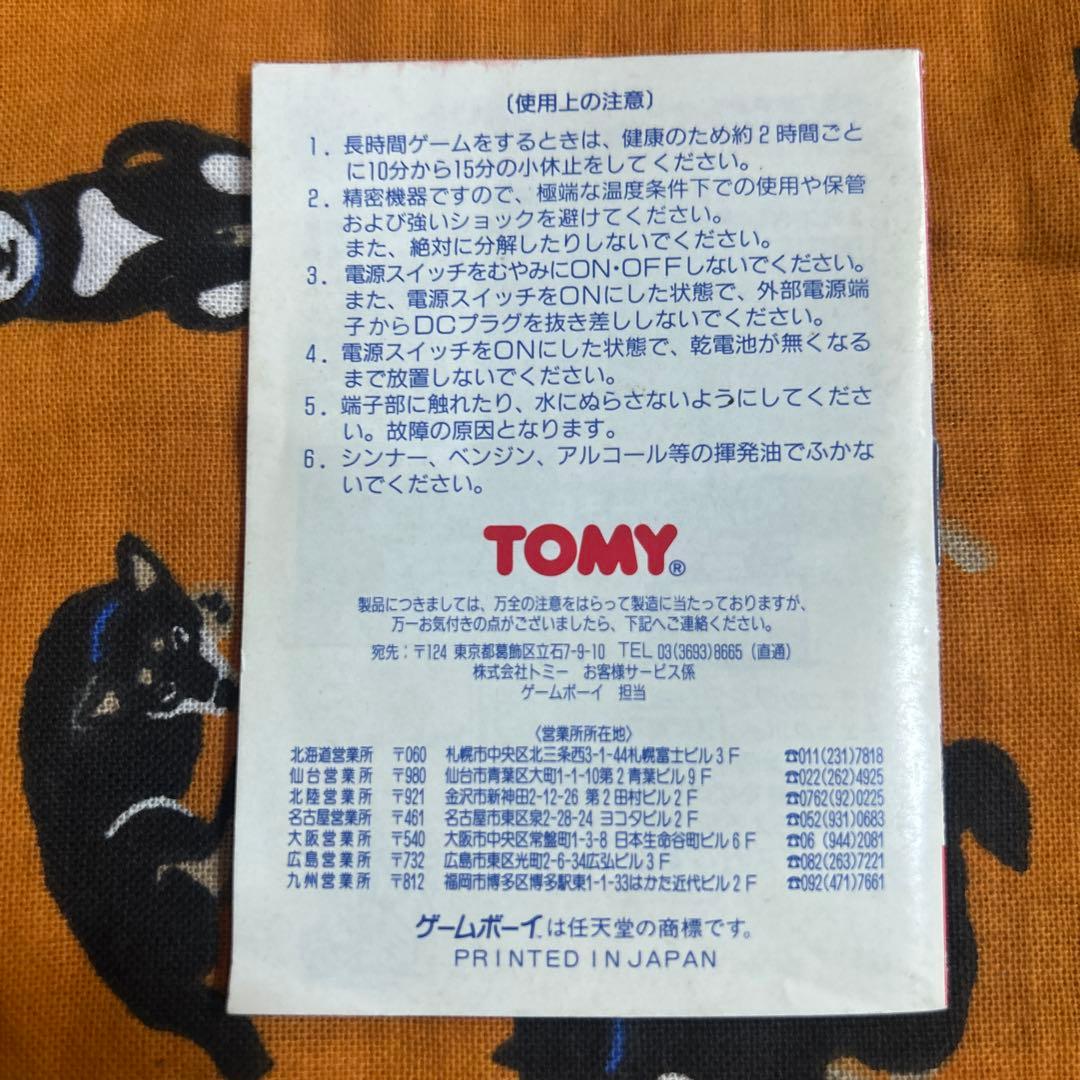 〔使用上の注意〕
1．長時間ゲームをするときは、健康のため約2時間ごと
に10分から15分の小休止をしてください。
2．精密機器ですので、極端な温度条件下での使用や保管
および強いショックを避けてください。
また、絶対に分解したりしないでください。
3．電源スイッチをむやみにON・OFFしないでください。
また、電源スイッチをONにした状態で、外部電源端
子からDCプラグを抜き差ししないでください。
4．電源スイッチをONにした状態で、乾電池が無くなる
まで放置しないでください。
5．端子部に触れたり、水にぬらさないようにしてくださ
い。故障の原因となります。
6．シンナー、ベンジン、アルコール等の揮発油でふかな
いでください。
TOMY®
製品につきましては、万全の注意をはらって製造に当たっておりますが、
万一お気付きの点がございましたら、下記へご連絡ください。
宛先：〒124 東京都葛飾区立石7-9-10 TEL 03(3693)8665（直通）
株式会社トミー お客様サービス係
ゲームボーイ 担当
〈営業所所在地〉
北海道営業所 〒060 札幌市中央区北三条西3-1-44札幌富士ビル3F ☎011(231)7818
仙台営業所 〒980 仙台市青葉区大町1-1-10第2青葉ビル9F ☎022(262)4925
北陸営業所 〒921 金沢市新神田2-12-26 第2田村ビル2F ☎0762(92)0225
名古屋営業所 〒461 名古屋市東区泉2-28-24 ヨコタビル2F ☎052(931)0683
大阪営業所 〒540 大阪市中央区常盤町1-3-8 日本生命谷町ビル6F ☎06(944)2081
広島営業所 〒732 広島市東区光町2-6-34広弘ビル3F ☎082(263)7221
九州営業所 〒812 福岡市博多区博多駅東1-1-33はかた近代ビル2F ☎092(471)7661
ゲームボーイは任天堂の商標です。
PRINTED IN JAPAN